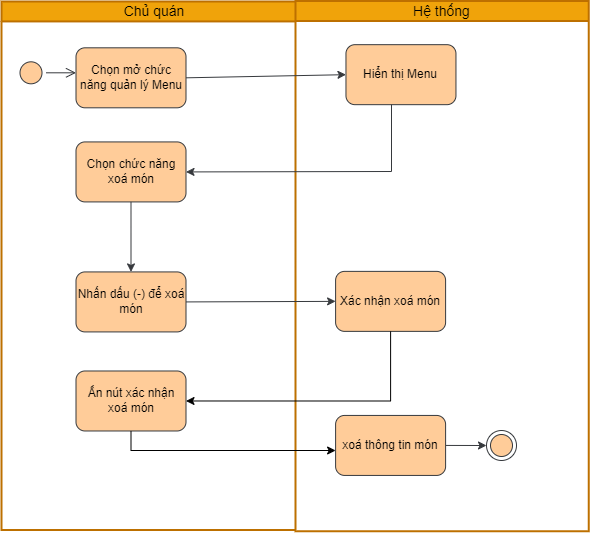 Chủ quán
Hệ thống
Chọn mở chức
năng quản lý Menu
Hiển thị Menu
Chọn chức năng
xoá món
Nhấn dấu (-) để xoá
món
Xác nhận xoá món
Ấn nút xác nhận
xoá món
xoá thông tin món